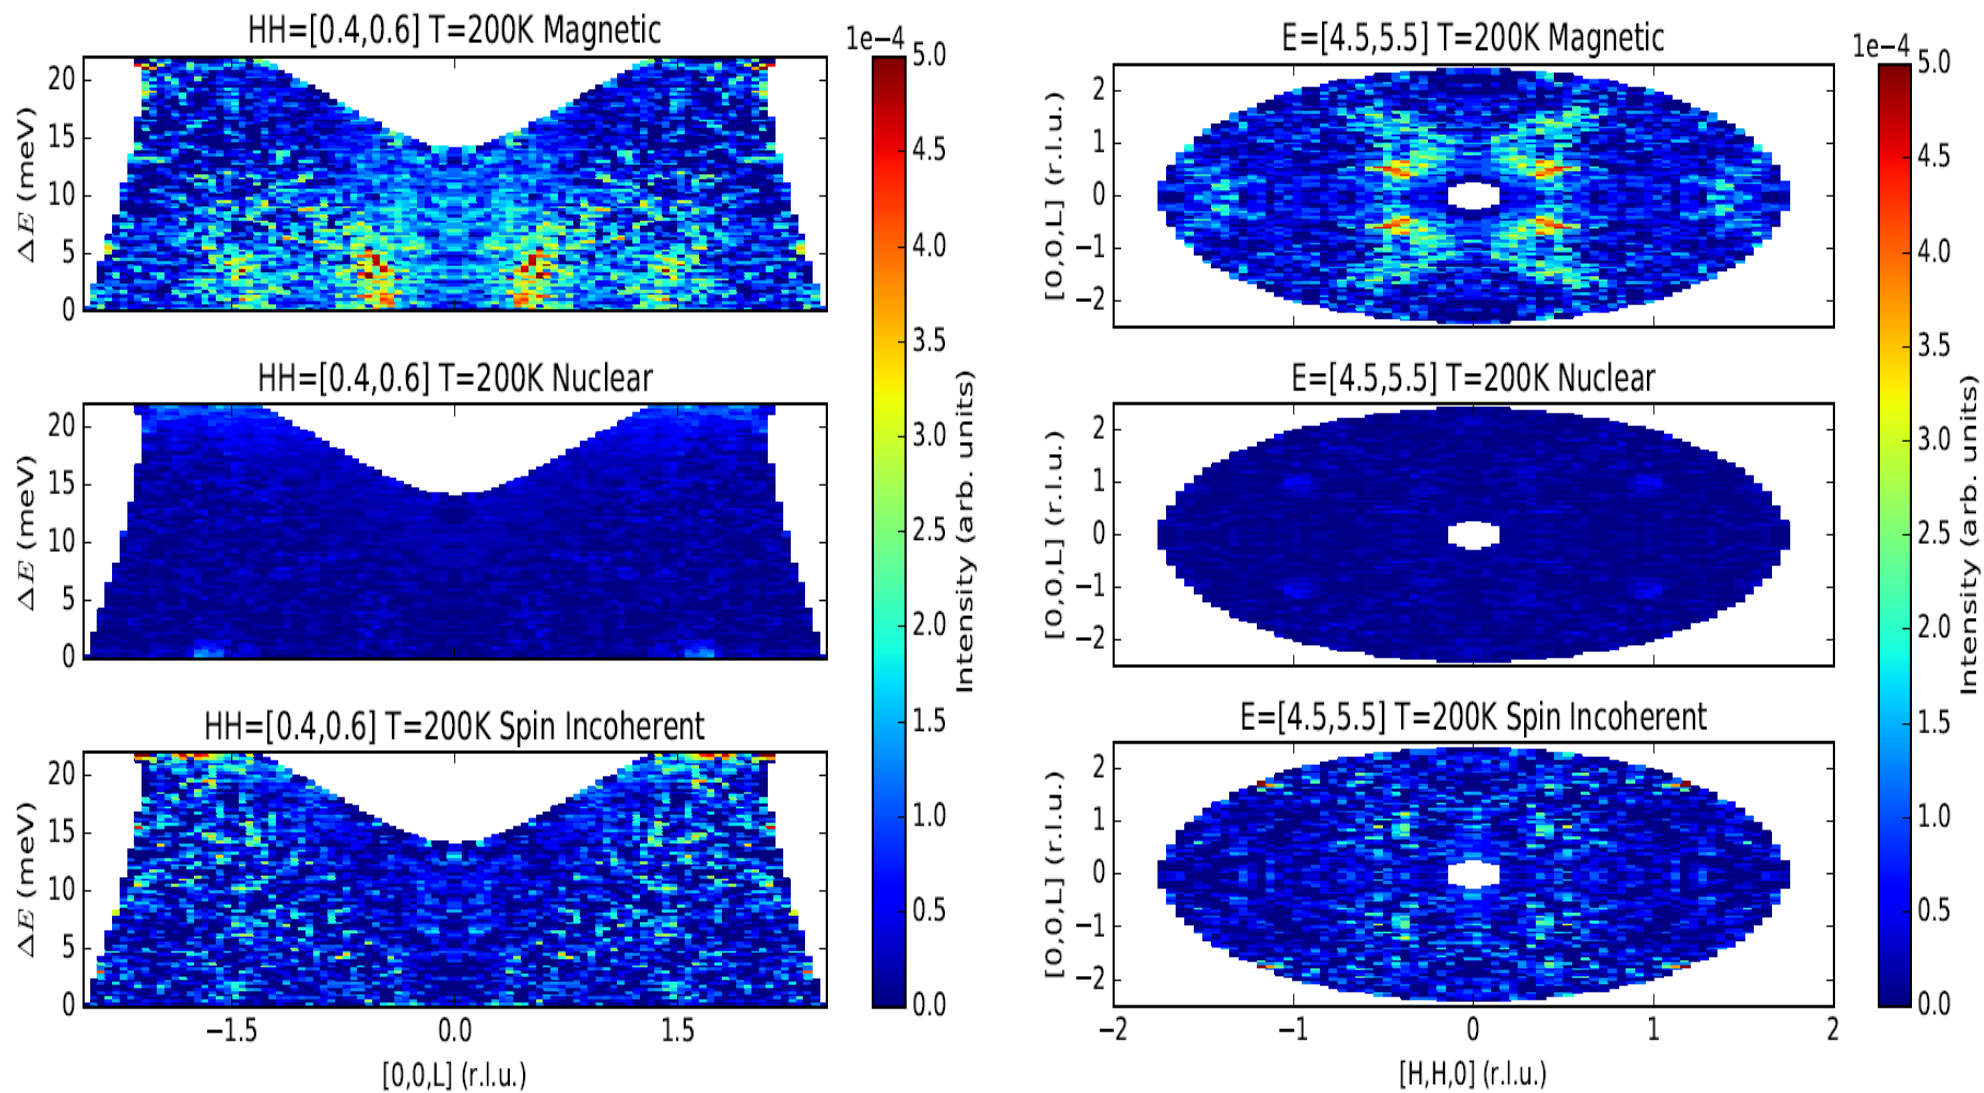 HH=[0.4,0.6] T=200K Magnetic
20
15
10
5
0
ΔE (meV)
HH=[0.4,0.6] T=200K Nuclear
20
15
10
5
0
ΔE (meV)
HH=[0.4,0.6] T=200K Spin Incoherent
20
15
10
5
0
ΔE (meV)
−1.5 0.0 1.5
[0,0,L] (r.l.u.)
1e−4
5.0
4.5
4.0
3.5
3.0
2.5
2.0
1.5
1.0
0.5
0.0
Intensity (arb. units)
E=[4.5,5.5] T=200K Magnetic
2
1
0
−1
−2
[0,0,L] (r.l.u.)
E=[4.5,5.5] T=200K Nuclear
2
1
0
−1
−2
[0,0,L] (r.l.u.)
E=[4.5,5.5] T=200K Spin Incoherent
2
1
0
−1
−2
[0,0,L] (r.l.u.)
−2 −1 0 1 2
[H,H,0] (r.l.u.)
1e−4
5.0
4.5
4.0
3.5
3.0
2.5
2.0
1.5
1.0
0.5
0.0
Intensity (arb. units)